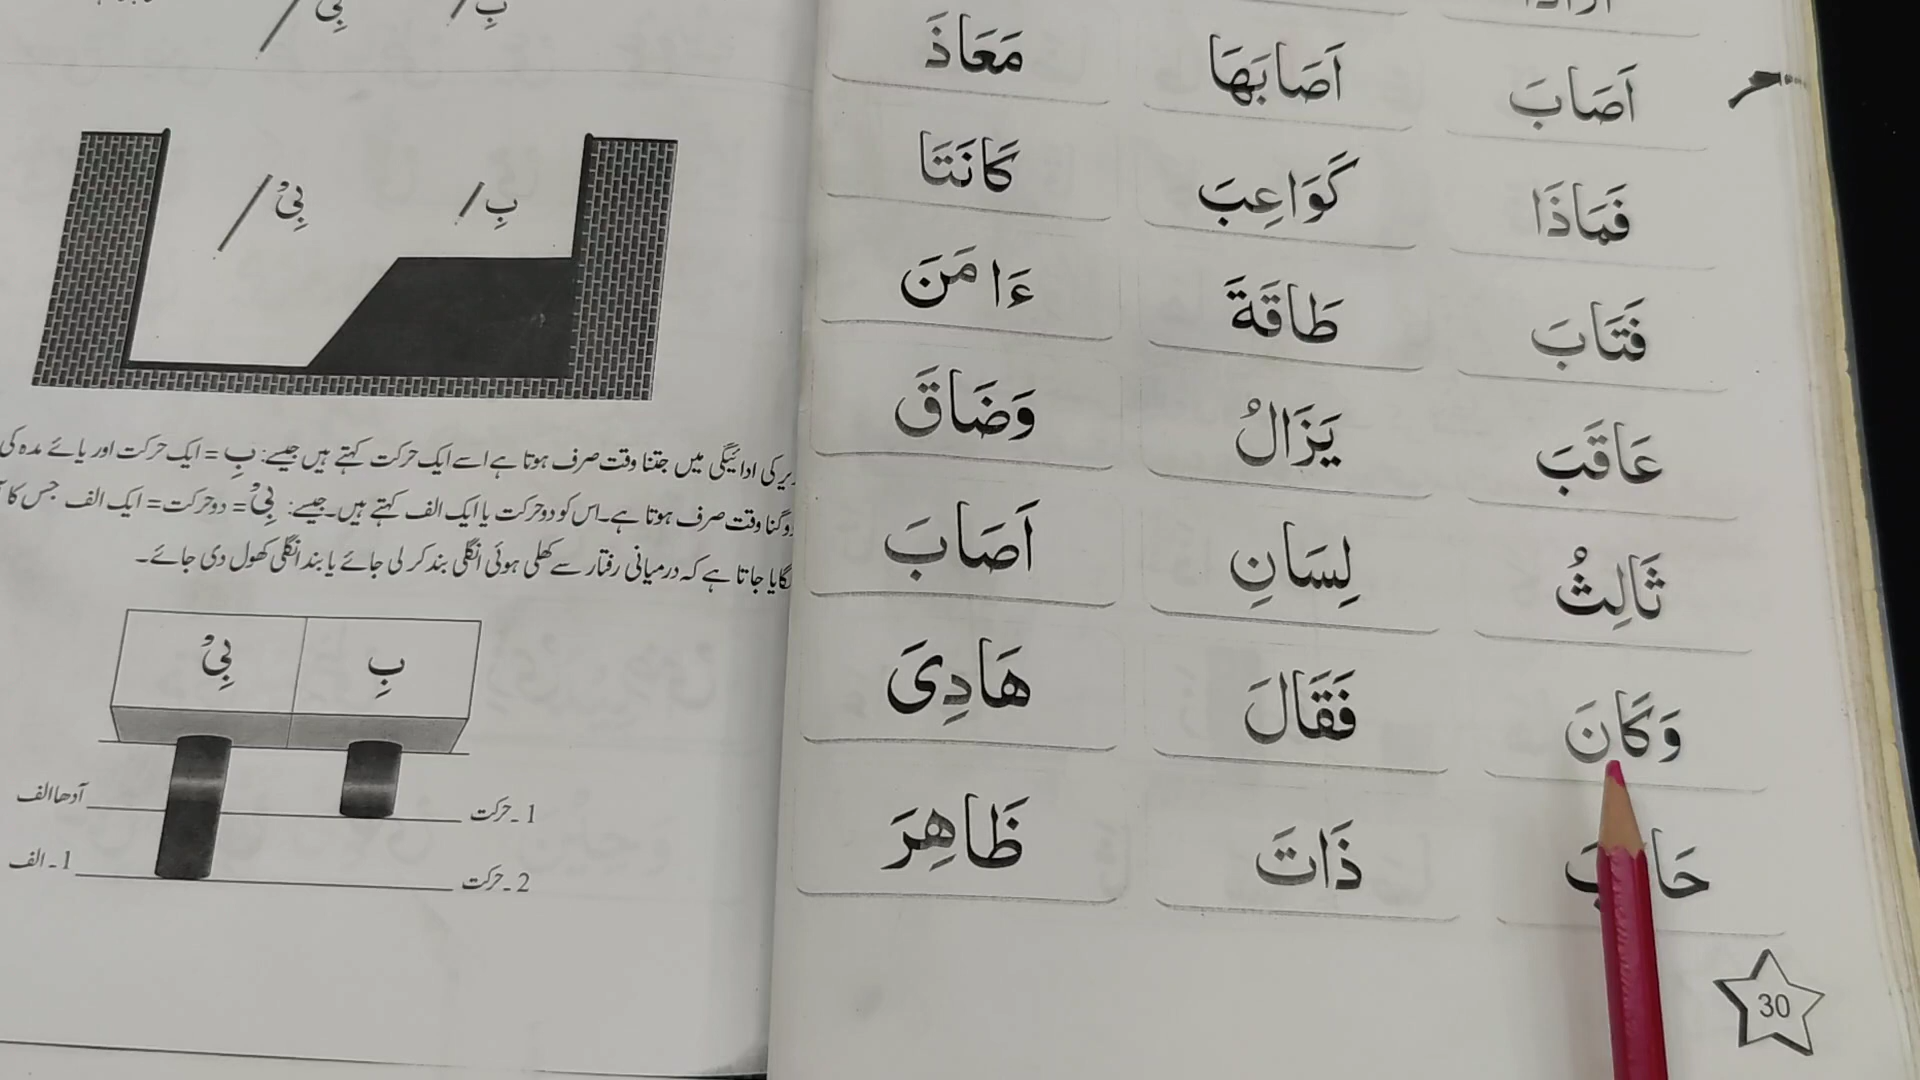 اَصَابَ اَصَابَهَا مَعَاذَ
فَمَاذَا كَوَاعِبَ كَانَتَا
فَتَابَ طَاقَةَ ءَامَنَ
عَاقَبَ يَزَالُ وَضَاقَ
ثَالِثُ لِسَانِ اَصَابَ
وَكَانَ فَقَالَ هَادِىَ
ذَاتَ ظَاهِرَ
30
بِ بِىْ
بِ بِىْ
کی ادائیگی میں جتنا وقت صرف ہوتا ہے اسے ایک حرکت کہتے ہیں جیسے: بِ = ایک حرکت اور یائے مدہ کی
دوگنا وقت صرف ہوتا ہے۔ اس کو دو حرکت یا ایک الف کہتے ہیں۔ جیسے: بِىْ = دو حرکت = ایک الف جس کا
لگایا جاتا ہے کہ درمیانی رفتار سے کھلی ہوئی انگلی بند کر لی جائے یا بند انگلی کھول دی جائے۔
بِ بِىْ
1۔ حرکت آدھا الف
2۔ حرکت 1۔ الف